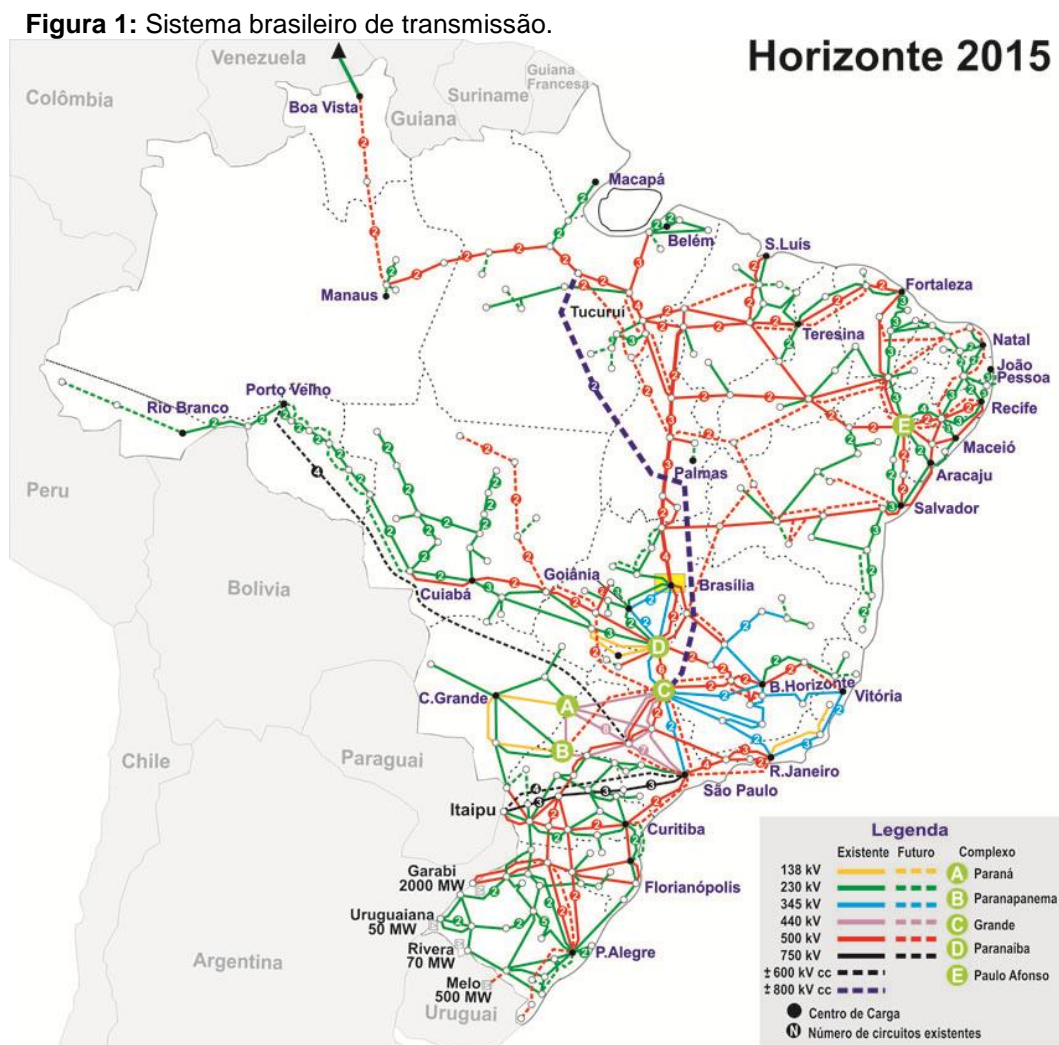 Figura 1: Sistema brasileiro de transmissão.
Horizonte 2015
Venezuela
Guiana
Francesa
Colômbia
Suriname
Boa Vista
Guiana
Macapá
Belém
S.Luís
Manaus
Fortaleza
Tucuruí
Teresina
Natal
João
Pessoa
Porto Velho
Recife
Rio Branco
E
Maceió
Palmas
Aracaju
Peru
Salvador
Goiânia
Brasília
Bolivia
Cuiabá
D
C
B.Horizonte
Vitória
C.Grande
A
B
Chile
Paraguai
R.Janeiro
São Paulo
Itaipu
Curitiba
Garabi
2000 MW
Florianópolis
Uruguaiana
50 MW
Rivera
70 MW
P.Alegre
Argentina
Melo
500 MW
Uruguai
Legenda
Existente Futuro Complexo
138 kV A Paraná
230 kV
345 kV B Paranapanema
440 kV C Grande
500 kV D Paranaíba
750 kV
±600 kV cc E Paulo Afonso
±800 kV cc
Centro de Carga
N Número de circuitos existentes